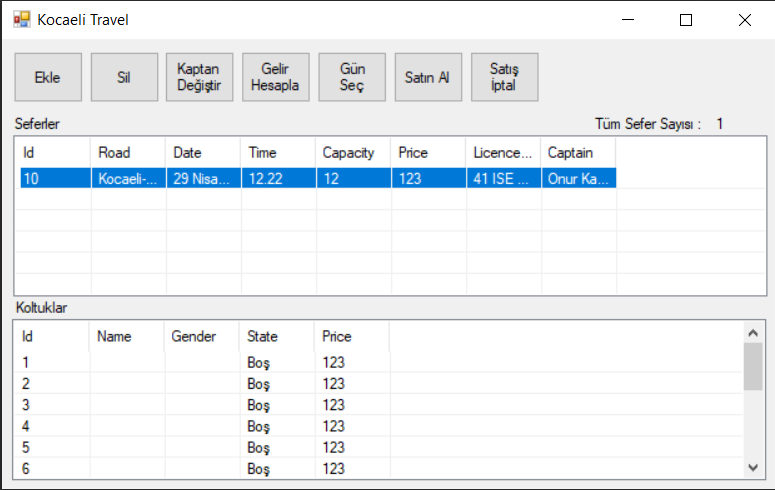 Kocaeli Travel
Ekle Sil Kaptan Değiştir Gelir Hesapla Gün Seç Satın Al Satış İptal
Seferler Tüm Sefer Sayısı : 1
Id Road Date Time Capacity Price Licence... Captain
10 Kocaeli-... 29 Nisa... 12.22 12 123 41 ISE ... Onur Ka...
Koltuklar
Id Name Gender State Price
1 Boş 123
2 Boş 123
3 Boş 123
4 Boş 123
5 Boş 123
6 Boş 123